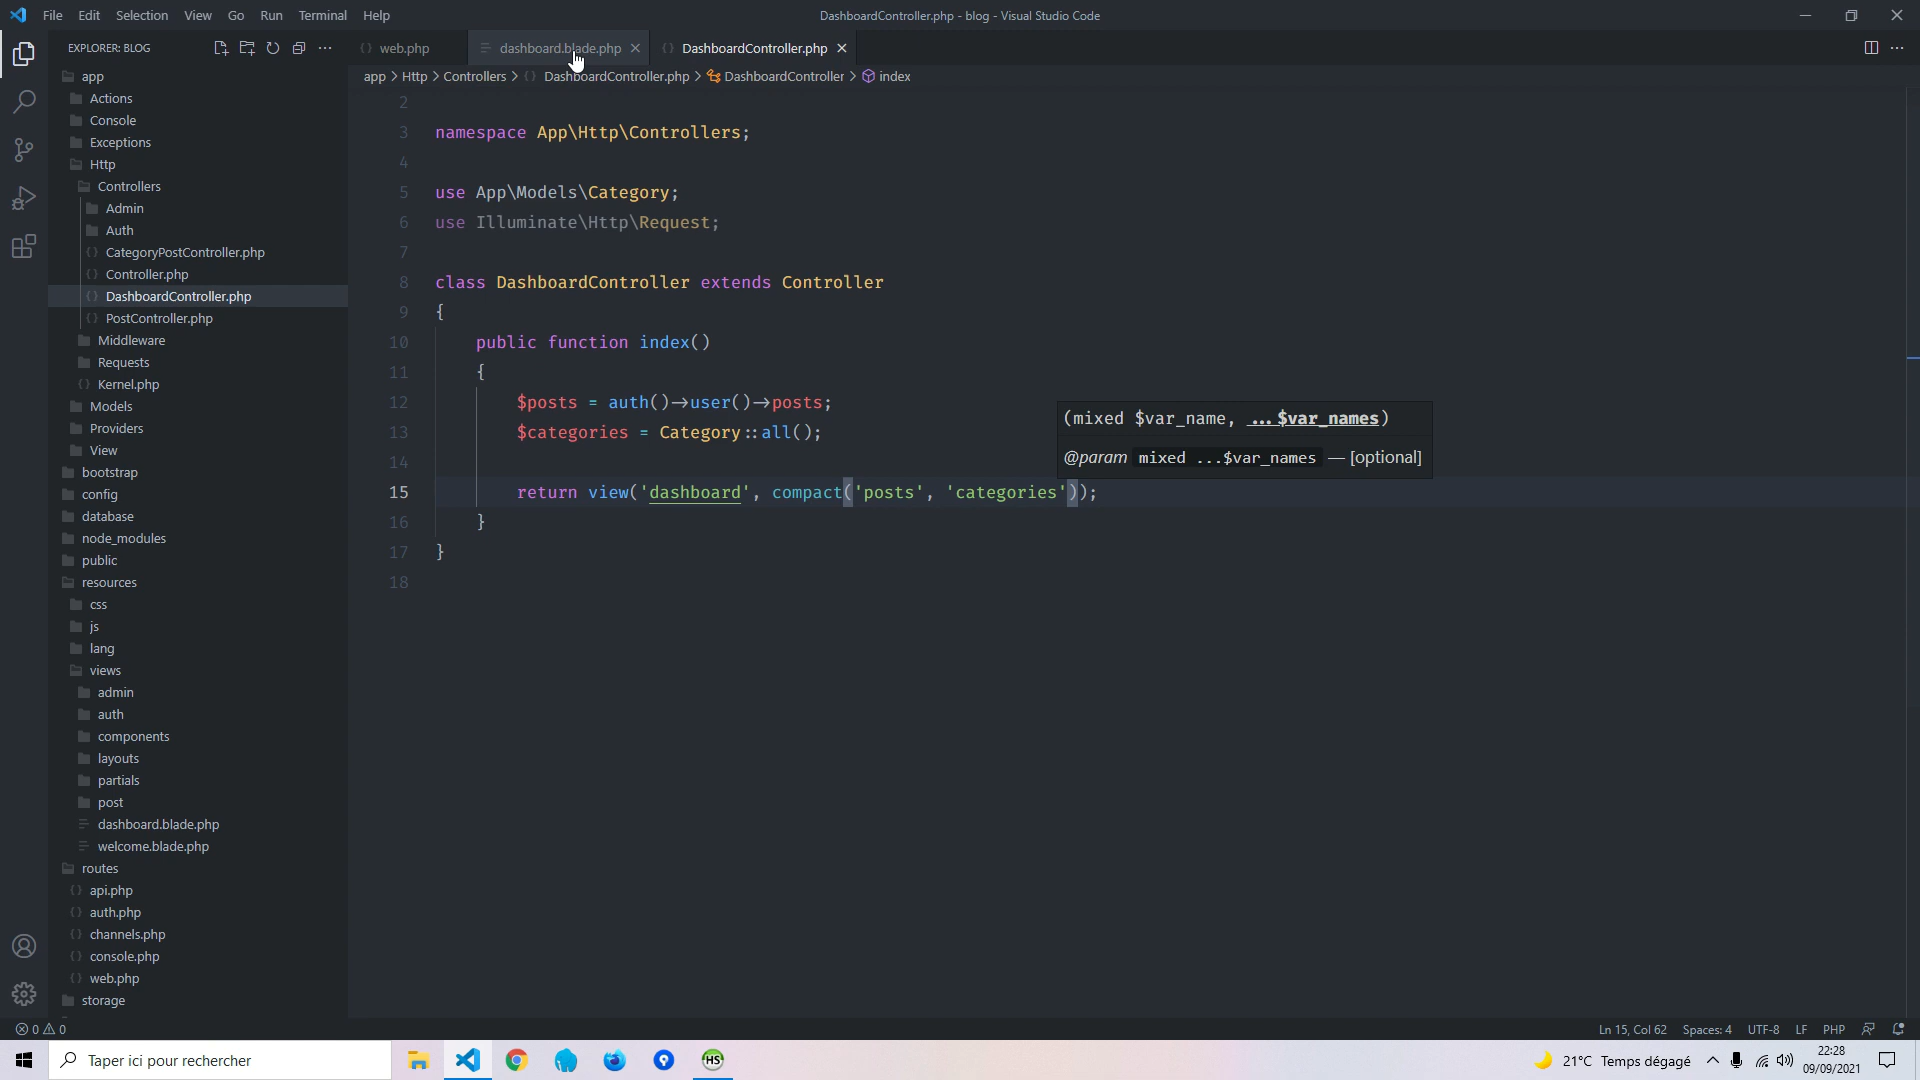 File Edit Selection View Go Run Terminal Help
DashboardController.php - blog - Visual Studio Code
EXPLORER: BLOG
web.php
dashboard.blade.php
DashboardController.php
app > Http > Controllers > DashboardController.php > DashboardController > index
app
Actions
Console
Exceptions
Http
Controllers
Admin
Auth
CategoryPostController.php
Controller.php
DashboardController.php
PostController.php
Middleware
Requests
Kernel.php
Models
Providers
View
bootstrap
config
database
node_modules
public
resources
css
js
lang
views
admin
auth
components
layouts
partials
post
dashboard.blade.php
welcome.blade.php
routes
api.php
auth.php
channels.php
console.php
web.php
storage
2
3 namespace App\Http\Controllers;
4
5 use App\Models\Category;
6 use Illuminate\Http\Request;
7
8 class DashboardController extends Controller
9 {
10 public function index()
11 {
12 $posts = auth()->user()->posts;
13 $categories = Category::all();
14
15 return view('dashboard', compact('posts', 'categories'));
16 }
17 }
18
(mixed $var_name, ...$var_names)
@param mixed ...$var_names — [optional]
0 0
Ln 15, Col 62 Spaces: 4 UTF-8 LF PHP
Taper ici pour rechercher
HS
21°C Temps dégagé
22:28
09/09/2021